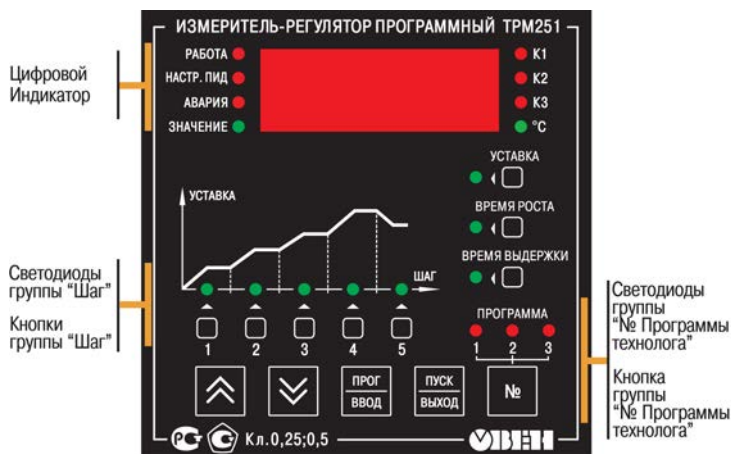 ИЗМЕРИТЕЛЬ-РЕГУЛЯТОР ПРОГРАММНЫЙ ТРМ251
Цифровой
Индикатор
РАБОТА
НАСТР. ПИД
АВАРИЯ
ЗНАЧЕНИЕ
К1
К2
К3
°С
УСТАВКА
ВРЕМЯ РОСТА
ВРЕМЯ ВЫДЕРЖКИ
УСТАВКА
ШАГ
Светодиоды
группы “Шаг”
Кнопки
группы “Шаг”
1 2 3 4 5
ПРОГРАММА
1 2 3
Светодиоды
группы
“№ Программы
технолога”
Кнопка
группы
“№ Программы
технолога”
ПРОГ
ВВОД
ПУСК
ВЫХОД
№
Кл.0,25;0,5
ОВЕН